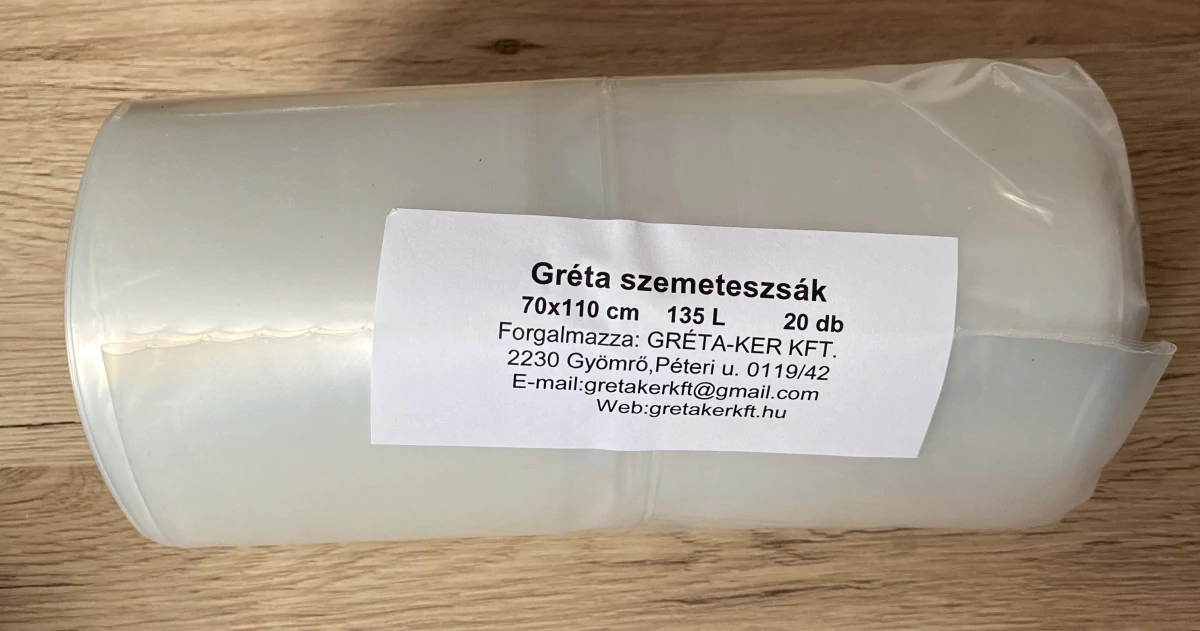 Gréta szemeteszsák
70x110 cm 135 L 20 db
Forgalmazza: GRÉTA-KER KFT.
2230 Gyömrő,Péteri u. 0119/42
E-mail:gretakerkft@gmail.com
Web:gretakerkft.hu